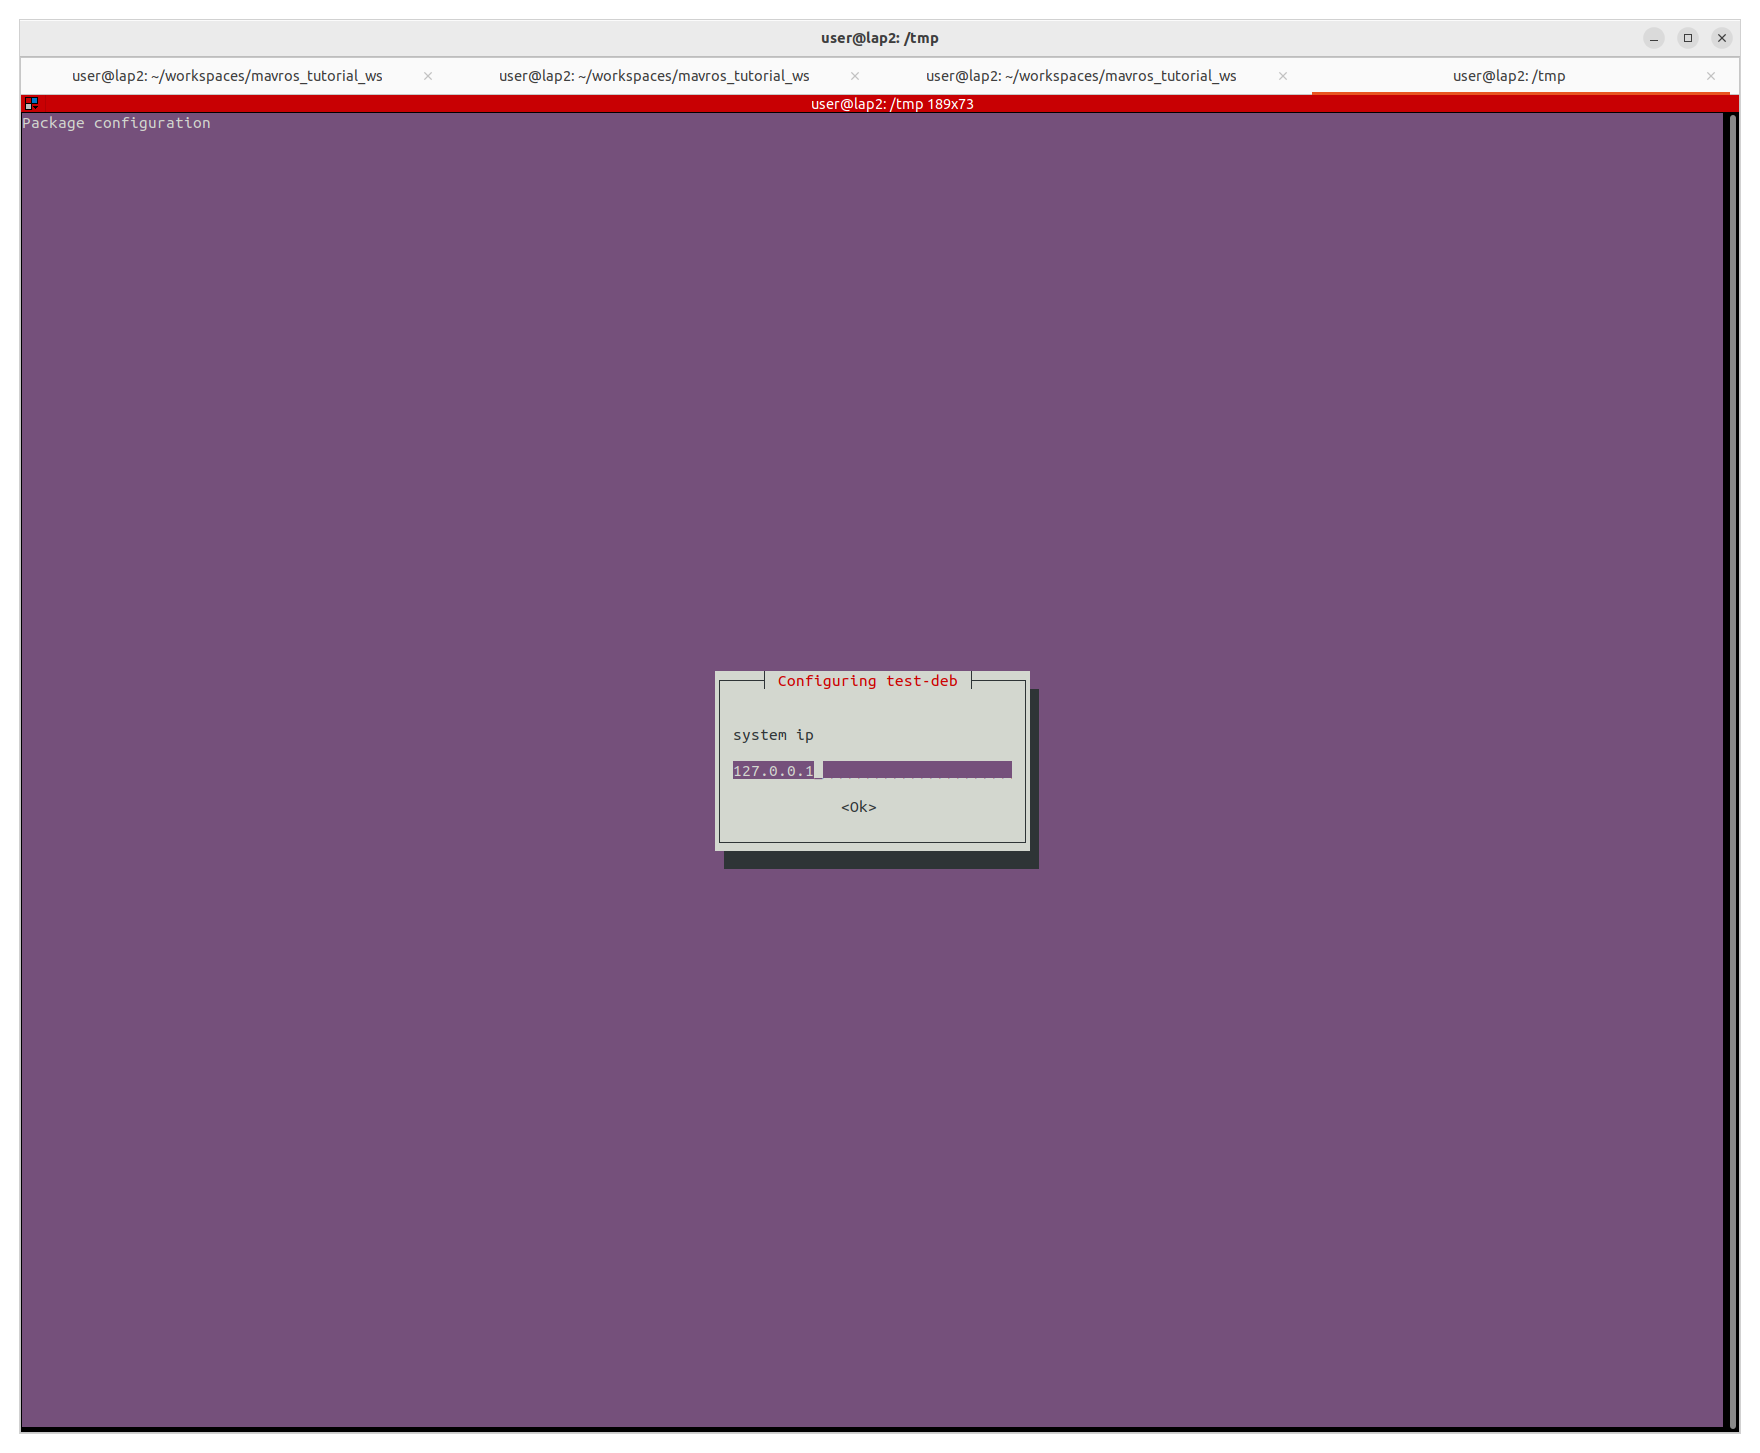 user@lap2: /tmp
user@lap2: ~/workspaces/mavros_tutorial_ws
user@lap2: ~/workspaces/mavros_tutorial_ws
user@lap2: ~/workspaces/mavros_tutorial_ws
user@lap2: /tmp
user@lap2: /tmp 189x73
Package configuration
Configuring test-deb
system ip
127.0.0.1
<Ok>